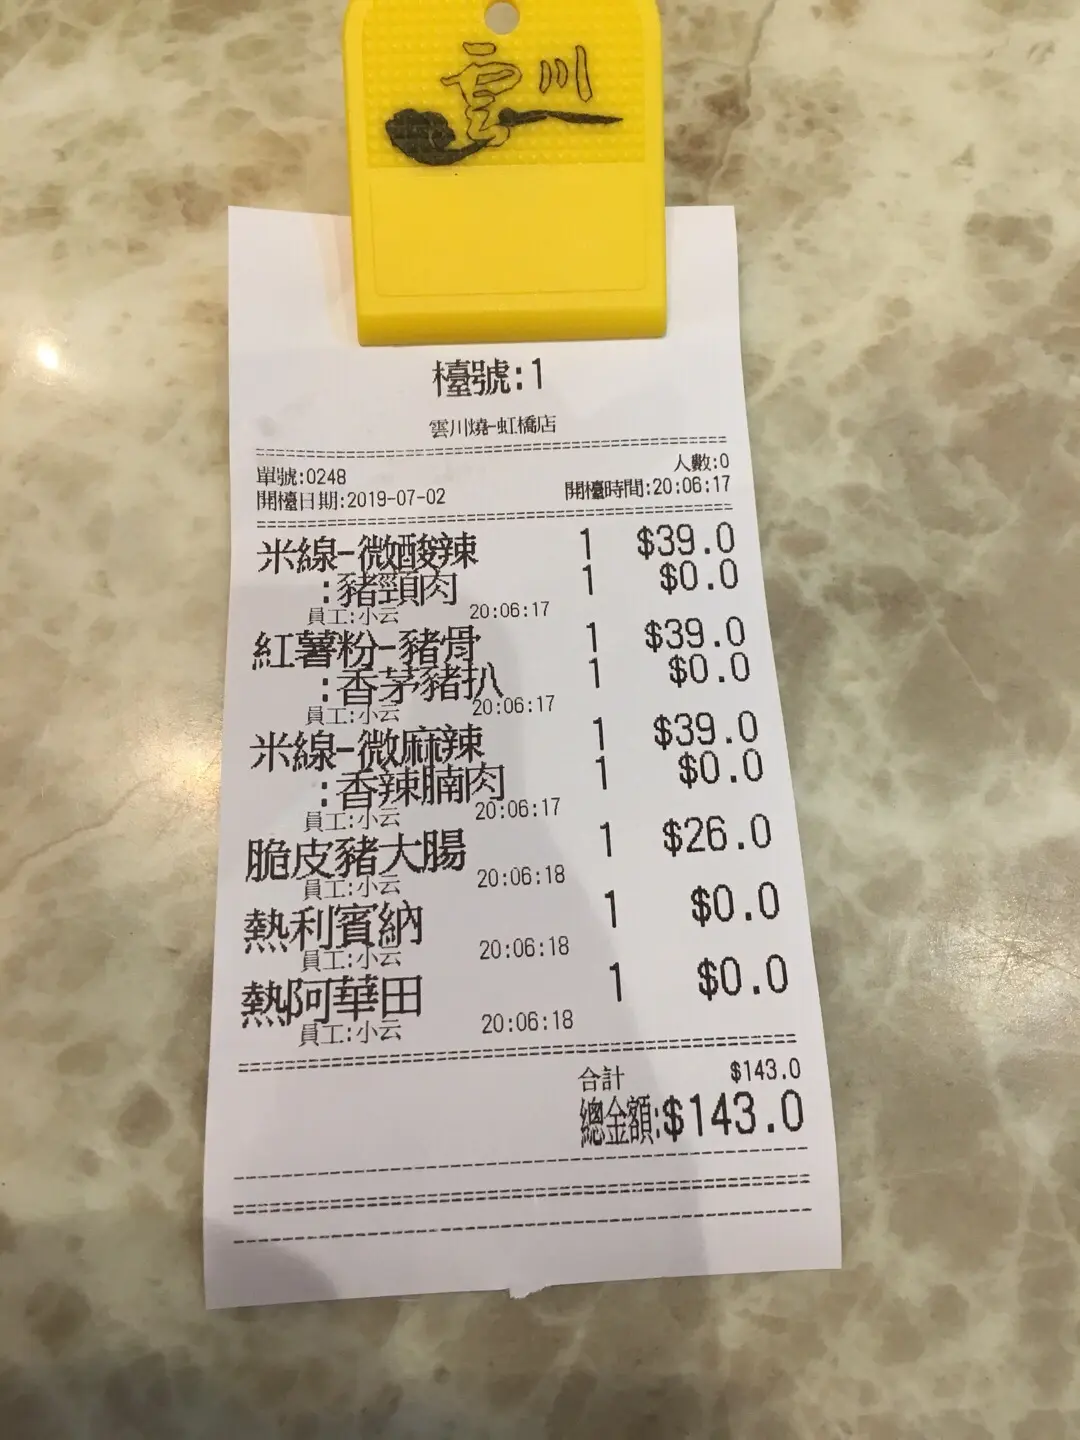 雲川
檯號:1
雲川燒-虹橋店
單號:0248 人數:0
開檯日期:2019-07-02 開檯時間:20:06:17
米線-微酸辣 1 $39.0
:豬頸肉 1 $0.0
員工:小云 20:06:17
紅薯粉-豬骨 1 $39.0
:香茅豬扒 1 $0.0
員工:小云 20:06:17
米線-微麻辣 1 $39.0
:香辣腩肉 1 $0.0
員工:小云 20:06:17
脆皮豬大腸 1 $26.0
員工:小云 20:06:18
熱利賓納 1 $0.0
員工:小云 20:06:18
熱阿華田 1 $0.0
員工:小云 20:06:18
合計 $143.0
總金額:$143.0